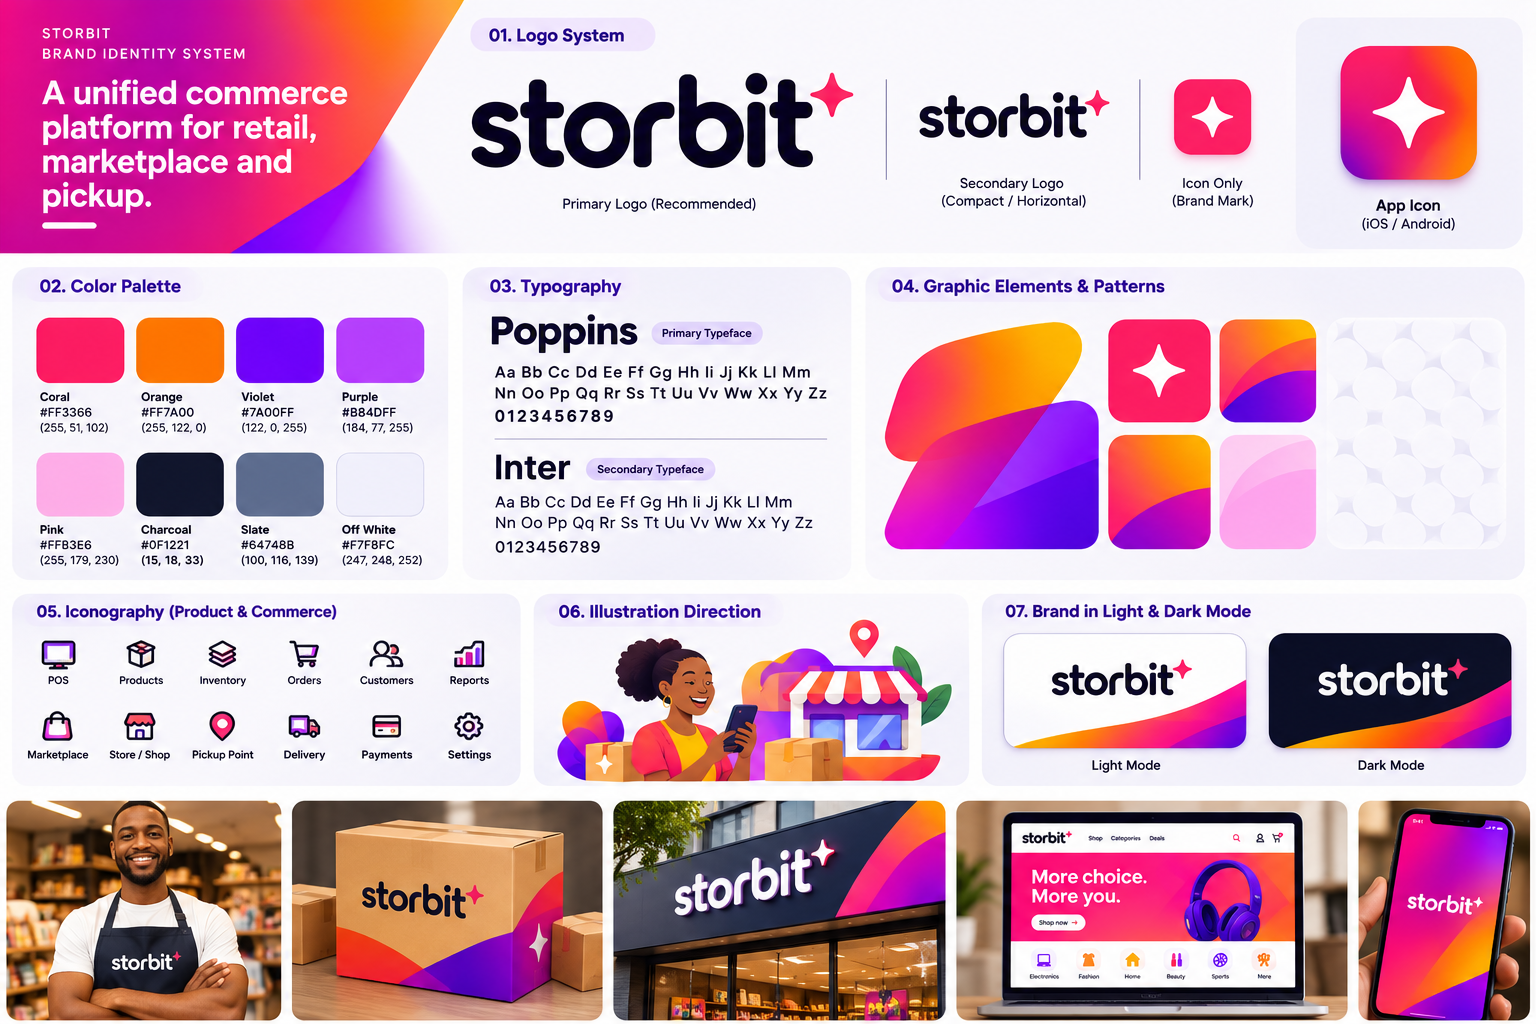 STORBIT
BRAND IDENTITY SYSTEM
A unified commerce
platform for retail,
marketplace and
pickup.
01. Logo System
storbit
Primary Logo (Recommended)
storbit
Secondary Logo
(Compact / Horizontal)
Icon Only
(Brand Mark)
App Icon
(iOS / Android)
02. Color Palette
Coral
#FF3366
(255, 51, 102)
Orange
#FF7A00
(255, 122, 0)
Violet
#7A00FF
(122, 0, 255)
Purple
#B84DFF
(184, 77, 255)
Pink
#FFB3E6
(255, 179, 230)
Charcoal
#0F1221
(15, 18, 33)
Slate
#64748B
(100, 116, 139)
Off White
#F7F8FC
(247, 248, 252)
03. Typography
Poppins
Primary Typeface
Aa Bb Cc Dd Ee Ff Gg Hh Ii Jj Kk Ll Mm
Nn Oo Pp Qq Rr Ss Tt Uu Vv Ww Xx Yy Zz
0123456789
Inter
Secondary Typeface
Aa Bb Cc Dd Ee Ff Gg Hh Ii Jj Kk Ll Mm
Nn Oo Pp Qq Rr Ss Tt Uu Vv Ww Xx Yy Zz
0123456789
04. Graphic Elements & Patterns
05. Iconography (Product & Commerce)
POS
Products
Inventory
Orders
Customers
Reports
Marketplace
Store / Shop
Pickup Point
Delivery
Payments
Settings
06. Illustration Direction
07. Brand in Light & Dark Mode
storbit
Light Mode
storbit
Dark Mode
storbit
storbit
storbit
storbit
Shop
Categories
Deals
More choice.
More you.
Shop now →
Electronics
Fashion
Home
Beauty
Sports
More
9:41
storbit